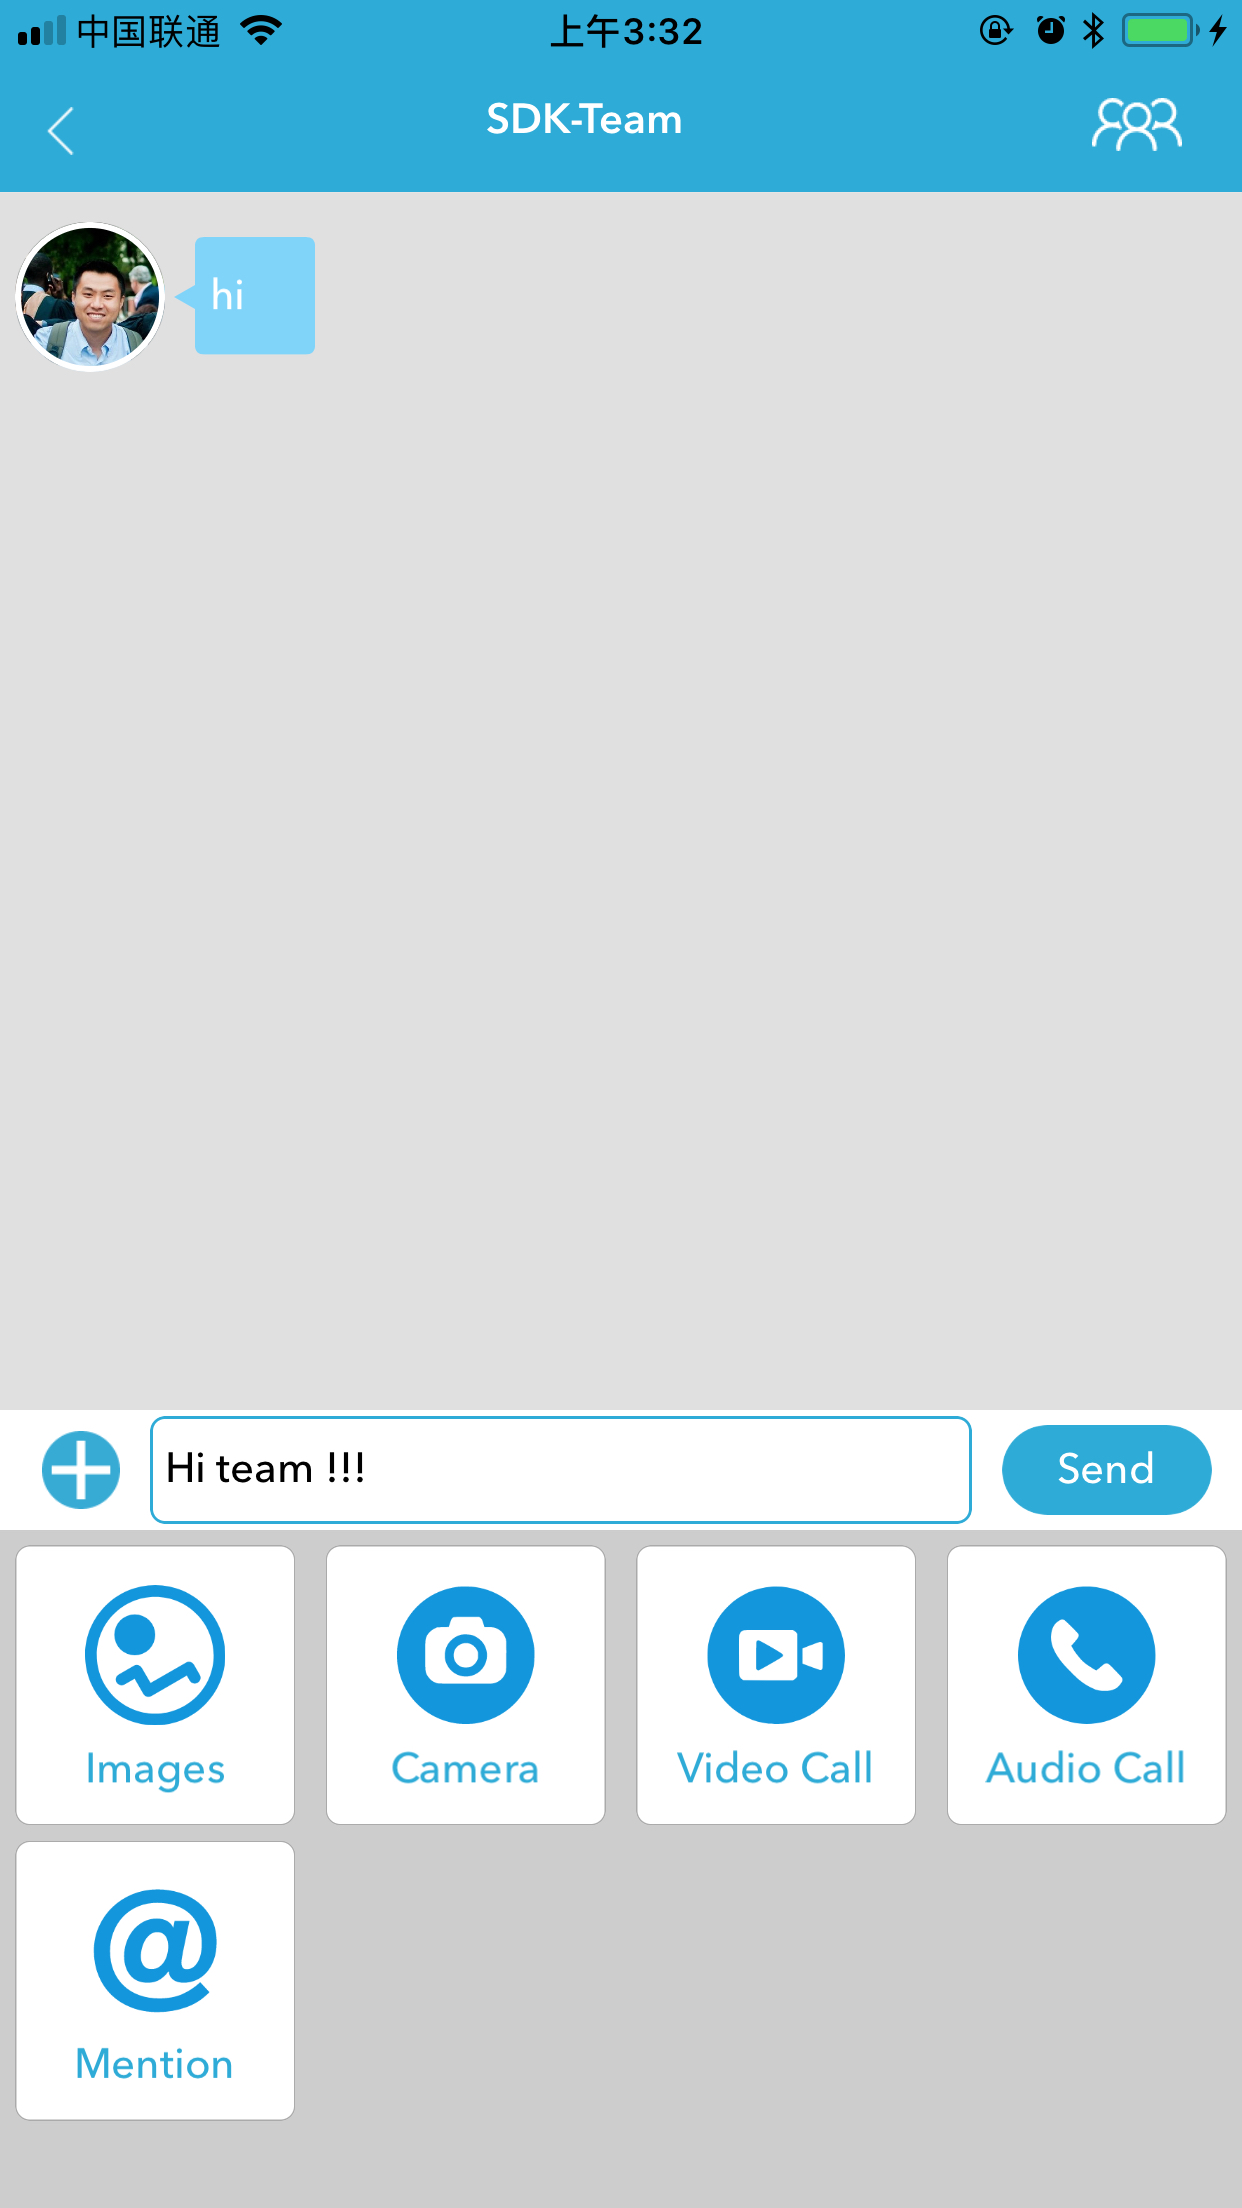 中国联通 上午3:32
SDK-Team
hi
Hi team !!! Send
Images Camera Video Call Audio Call
@
Mention